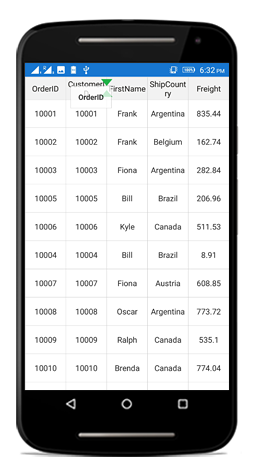 6:32 PM
OrderID Customer FirstName ShipCountry Freight
OrderID
10001 10001 Frank Argentina 835.44
10002 10002 Frank Belgium 162.74
10003 10003 Fiona Argentina 282.84
10005 10005 Bill Brazil 206.96
10006 10006 Kyle Canada 511.53
10004 10004 Bill Brazil 8.91
10007 10007 Fiona Austria 608.85
10008 10008 Oscar Argentina 773.72
10009 10009 Ralph Canada 535.1
10010 10010 Brenda Canada 774.04